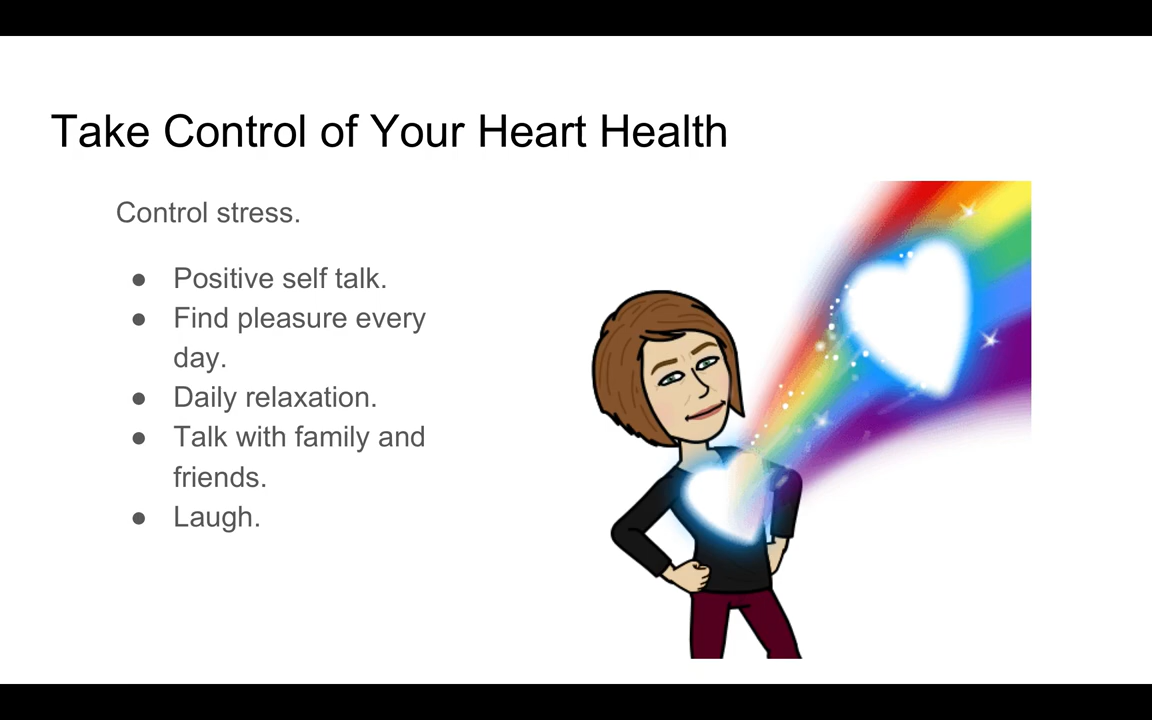 Take Control of Your Heart Health
Control stress.
● Positive self talk.
● Find pleasure every
day.
● Daily relaxation.
● Talk with family and
friends.
● Laugh.